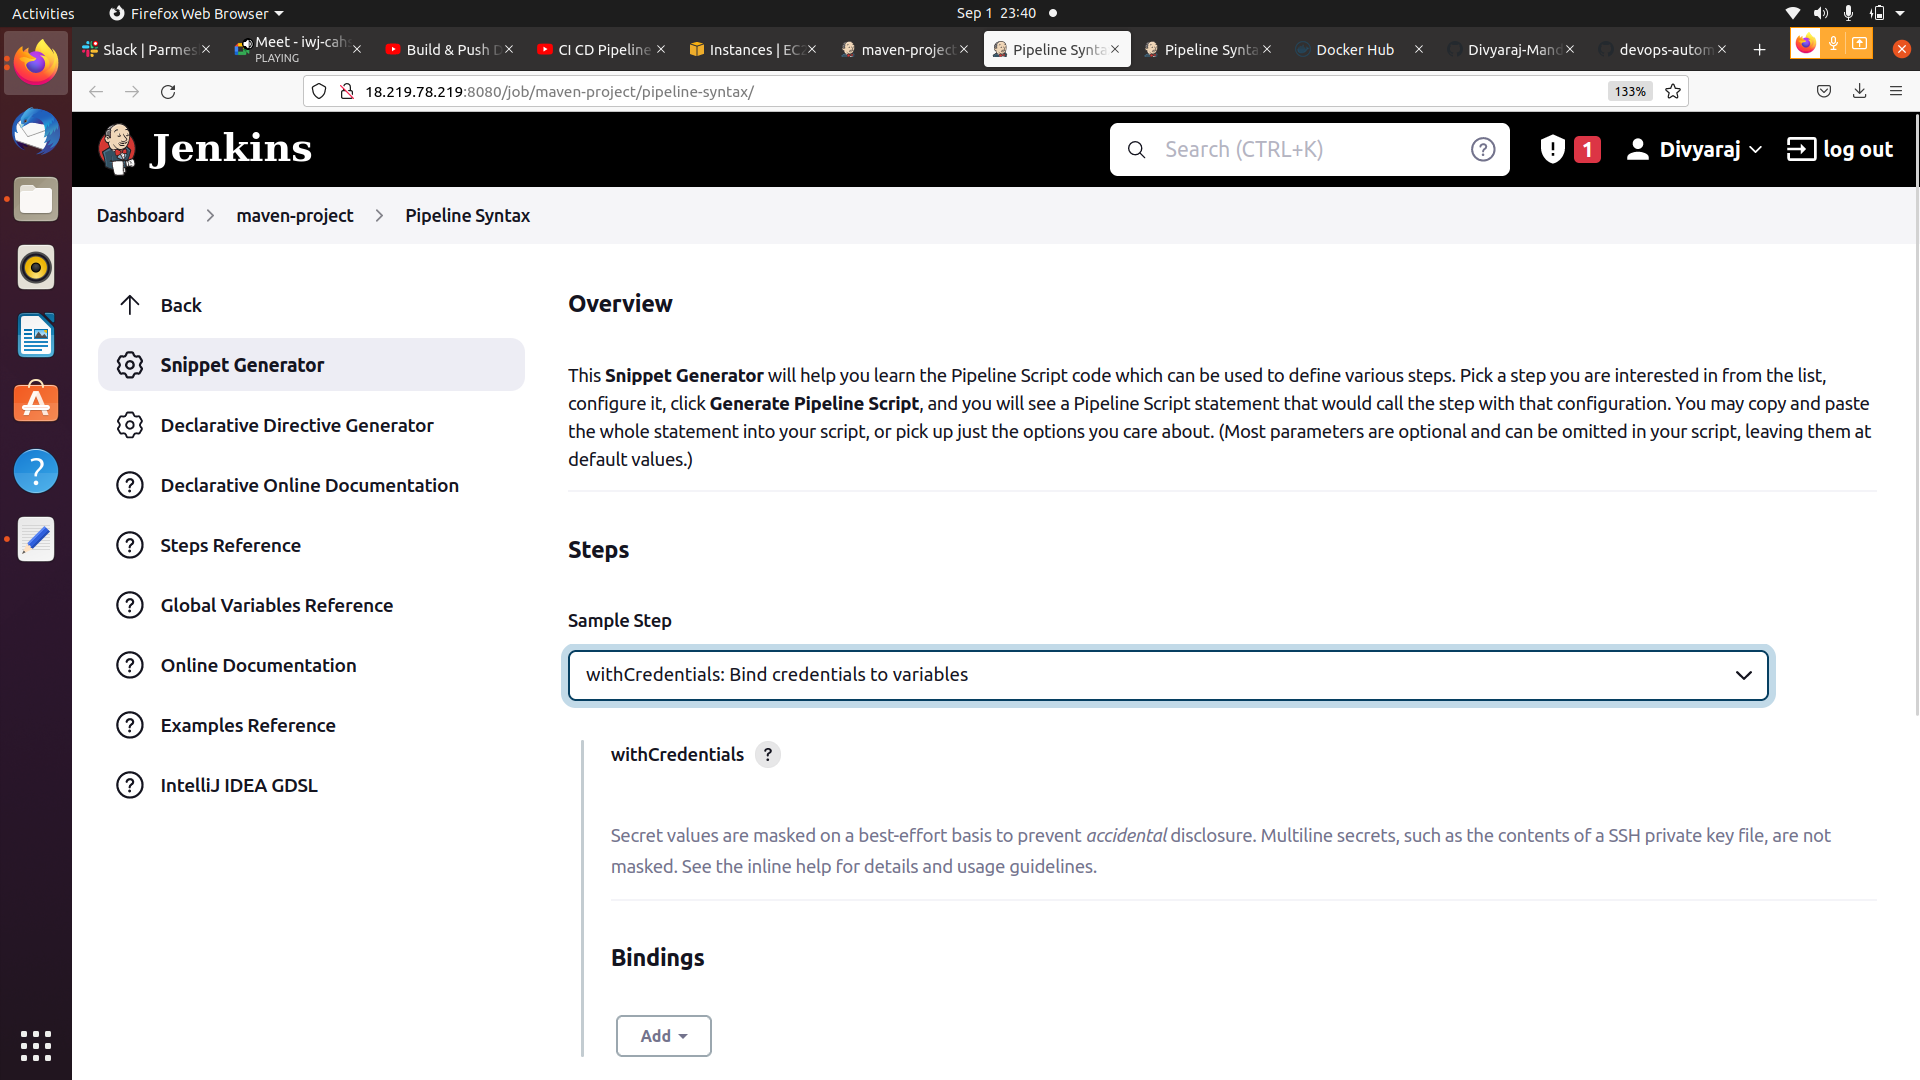 Activities
Firefox Web Browser
Sep 1 23:40
Slack | Parmes
Meet - iwj-cahs
PLAYING
Build & Push D
CI CD Pipeline
Instances | EC2
maven-project
Pipeline Synta
Pipeline Synta
Docker Hub
Divyaraj-Mand
devops-autom
18.219.78.219:8080/job/maven-project/pipeline-syntax/
133%
Jenkins
Search (CTRL+K)
1
Divyaraj
log out
Dashboard
maven-project
Pipeline Syntax
Back
Snippet Generator
Declarative Directive Generator
Declarative Online Documentation
Steps Reference
Global Variables Reference
Online Documentation
Examples Reference
IntelliJ IDEA GDSL
Overview
This Snippet Generator will help you learn the Pipeline Script code which can be used to define various steps. Pick a step you are interested in from the list,
configure it, click Generate Pipeline Script, and you will see a Pipeline Script statement that would call the step with that configuration. You may copy and paste
the whole statement into your script, or pick up just the options you care about. (Most parameters are optional and can be omitted in your script, leaving them at
default values.)
Steps
Sample Step
withCredentials: Bind credentials to variables
withCredentials ?
Secret values are masked on a best-effort basis to prevent accidental disclosure. Multiline secrets, such as the contents of a SSH private key file, are not
masked. See the inline help for details and usage guidelines.
Bindings
Add